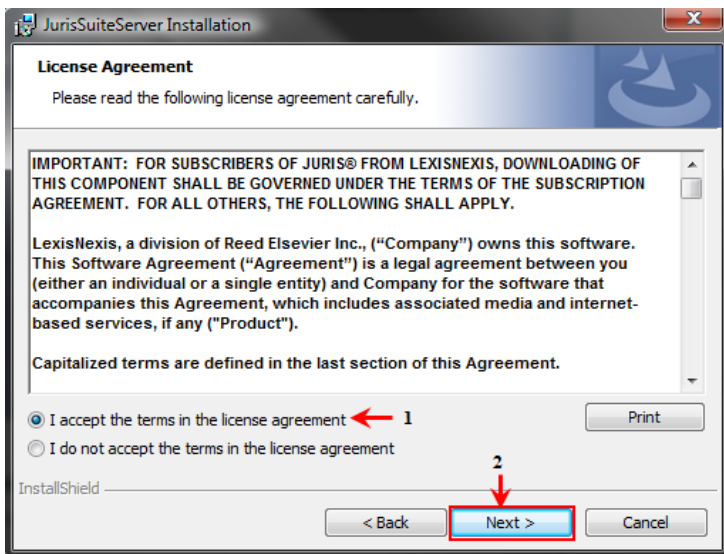 JurisSuiteServer Installation
License Agreement
Please read the following license agreement carefully.
IMPORTANT: FOR SUBSCRIBERS OF JURIS® FROM LEXISNEXIS, DOWNLOADING OF
THIS COMPONENT SHALL BE GOVERNED UNDER THE TERMS OF THE SUBSCRIPTION
AGREEMENT. FOR ALL OTHERS, THE FOLLOWING SHALL APPLY.
LexisNexis, a division of Reed Elsevier Inc., (“Company”) owns this software.
This Software Agreement (“Agreement”) is a legal agreement between you
(either an individual or a single entity) and Company for the software that
accompanies this Agreement, which includes associated media and internet-
based services, if any ("Product").
Capitalized terms are defined in the last section of this Agreement.
I accept the terms in the license agreement 1
Print
I do not accept the terms in the license agreement
2
InstallShield
< Back Next > Cancel